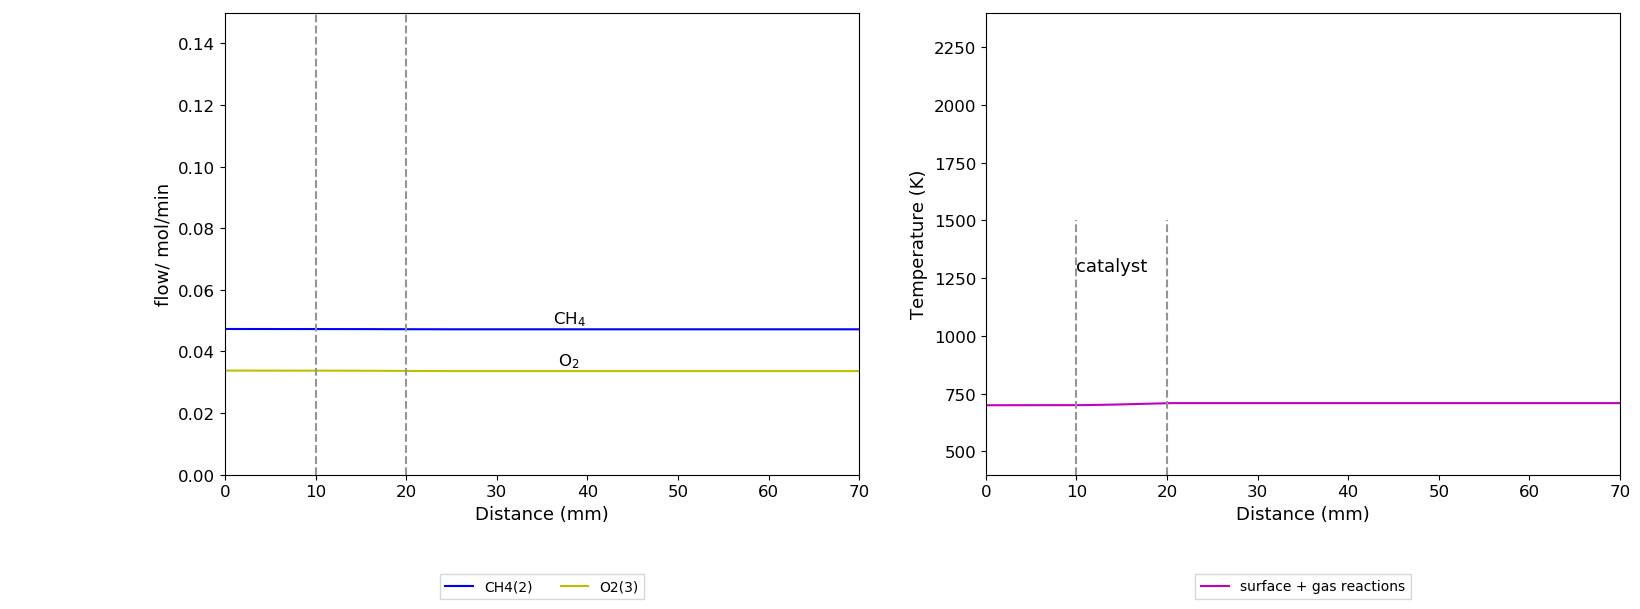 0.14
0.12
0.10
0.08
0.06
0.04
0.02
0.00
flow/ mol/min
CH₄
O₂
0 10 20 30 40 50 60 70
Distance (mm)
CH4(2) O2(3)
2250
2000
1750
1500
1250
1000
750
500
Temperature (K)
catalyst
0 10 20 30 40 50 60 70
Distance (mm)
surface + gas reactions